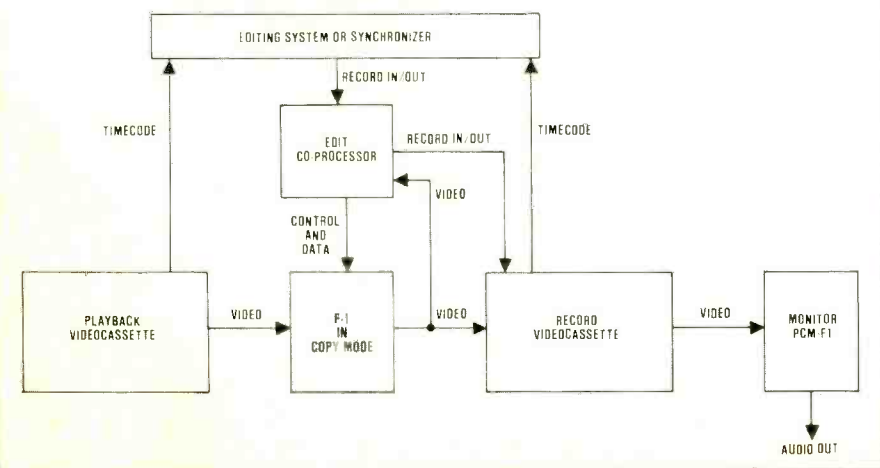 EDITING SYSTEM OR SYNCHRONIZER
RECORD IN/OUT
TIMECODE
EDIT
CO-PROCESSOR
RECORD IN/OUT
TIMECODE
VIDEO
CONTROL
AND
DATA
PLAYBACK
VIDEOCASSETTE
VIDEO
F-1
IN
COPY MODE
VIDEO
RECORD
VIDEOCASSETTE
VIDEO
MONITOR
PCM-F1
AUDIO OUT